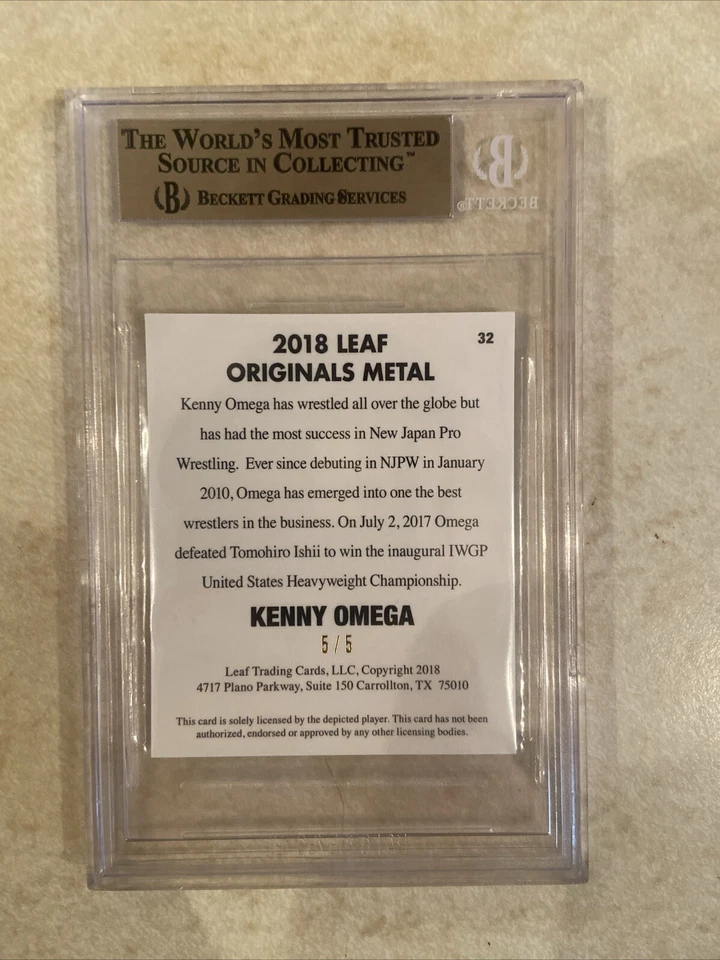 THE WORLD'S MOST TRUSTED
SOURCE IN COLLECTING™
B BECKETT GRADING SERVICES
B
BECKETT®
2018 LEAF
ORIGINALS METAL
32
Kenny Omega has wrestled all over the globe but
has had the most success in New Japan Pro
Wrestling. Ever since debuting in NJPW in January
2010, Omega has emerged into one the best
wrestlers in the business. On July 2, 2017 Omega
defeated Tomohiro Ishii to win the inaugural IWGP
United States Heavyweight Championship.
KENNY OMEGA
5 / 5
Leaf Trading Cards, LLC, Copyright 2018
4717 Plano Parkway, Suite 150 Carrollton, TX 75010
This card is solely licensed by the depicted player. This card has not been
authorized, endorsed or approved by any other licensing bodies.